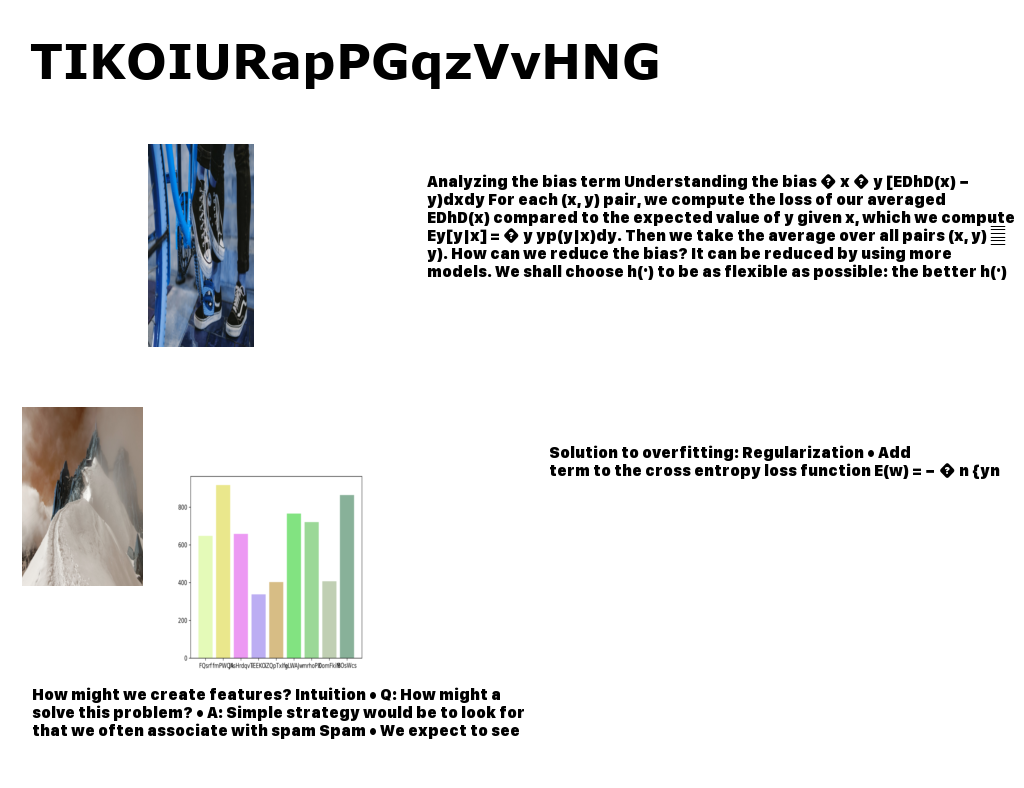 TIKOIURapPGqzVvHNG
Analyzing the bias term Understanding the bias � x � y [EDhD(x) −
y)dxdy For each (x, y) pair, we compute the loss of our averaged
EDhD(x) compared to the expected value of y given x, which we compute
Ey[y|x] = � y yp(y|x)dy. Then we take the average over all pairs (x, y)
y). How can we reduce the bias? It can be reduced by using more
models. We shall choose h(·) to be as flexible as possible: the better h(·)
Solution to overfitting: Regularization • Add
term to the cross entropy loss function E(w) = − � n {yn
800
600
400
200
0
How might we create features? Intuition • Q: How might a
solve this problem? • A: Simple strategy would be to look for
that we often associate with spam Spam • We expect to see